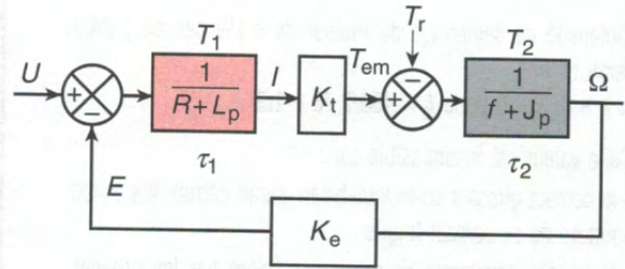 Tr
T1
T2
U
+
−
1
R + Lp
I
Kt
Tem
−
+
1
f + Jp
Ω
τ1
τ2
E
Ke